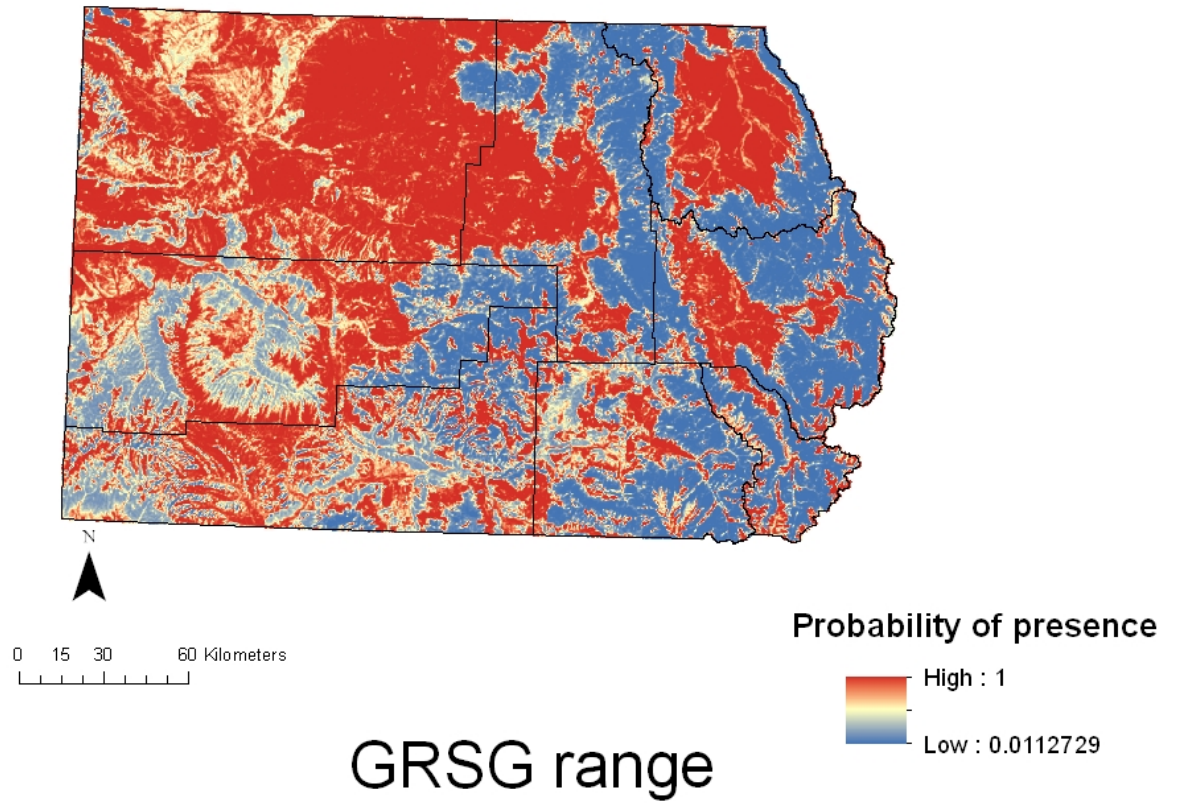 N
0 15 30 60 Kilometers
Probability of presence
High : 1
Low : 0.0112729
GRSG range